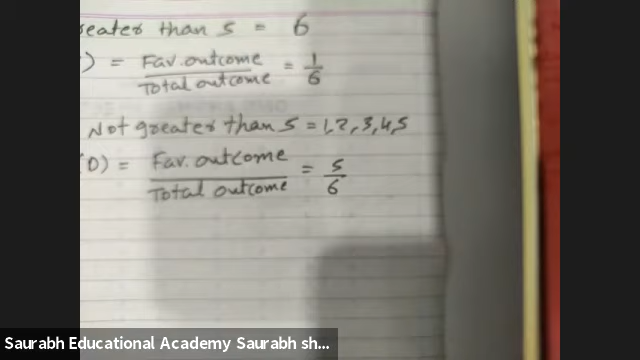 reater than 5 = 6
) = Fav. outcome / Total outcome = 1/6
Not greater than 5 = 1,2,3,4,5
D) = Fav. outcome / Total outcome = 5/6
Saurabh Educational Academy Saurabh sh...